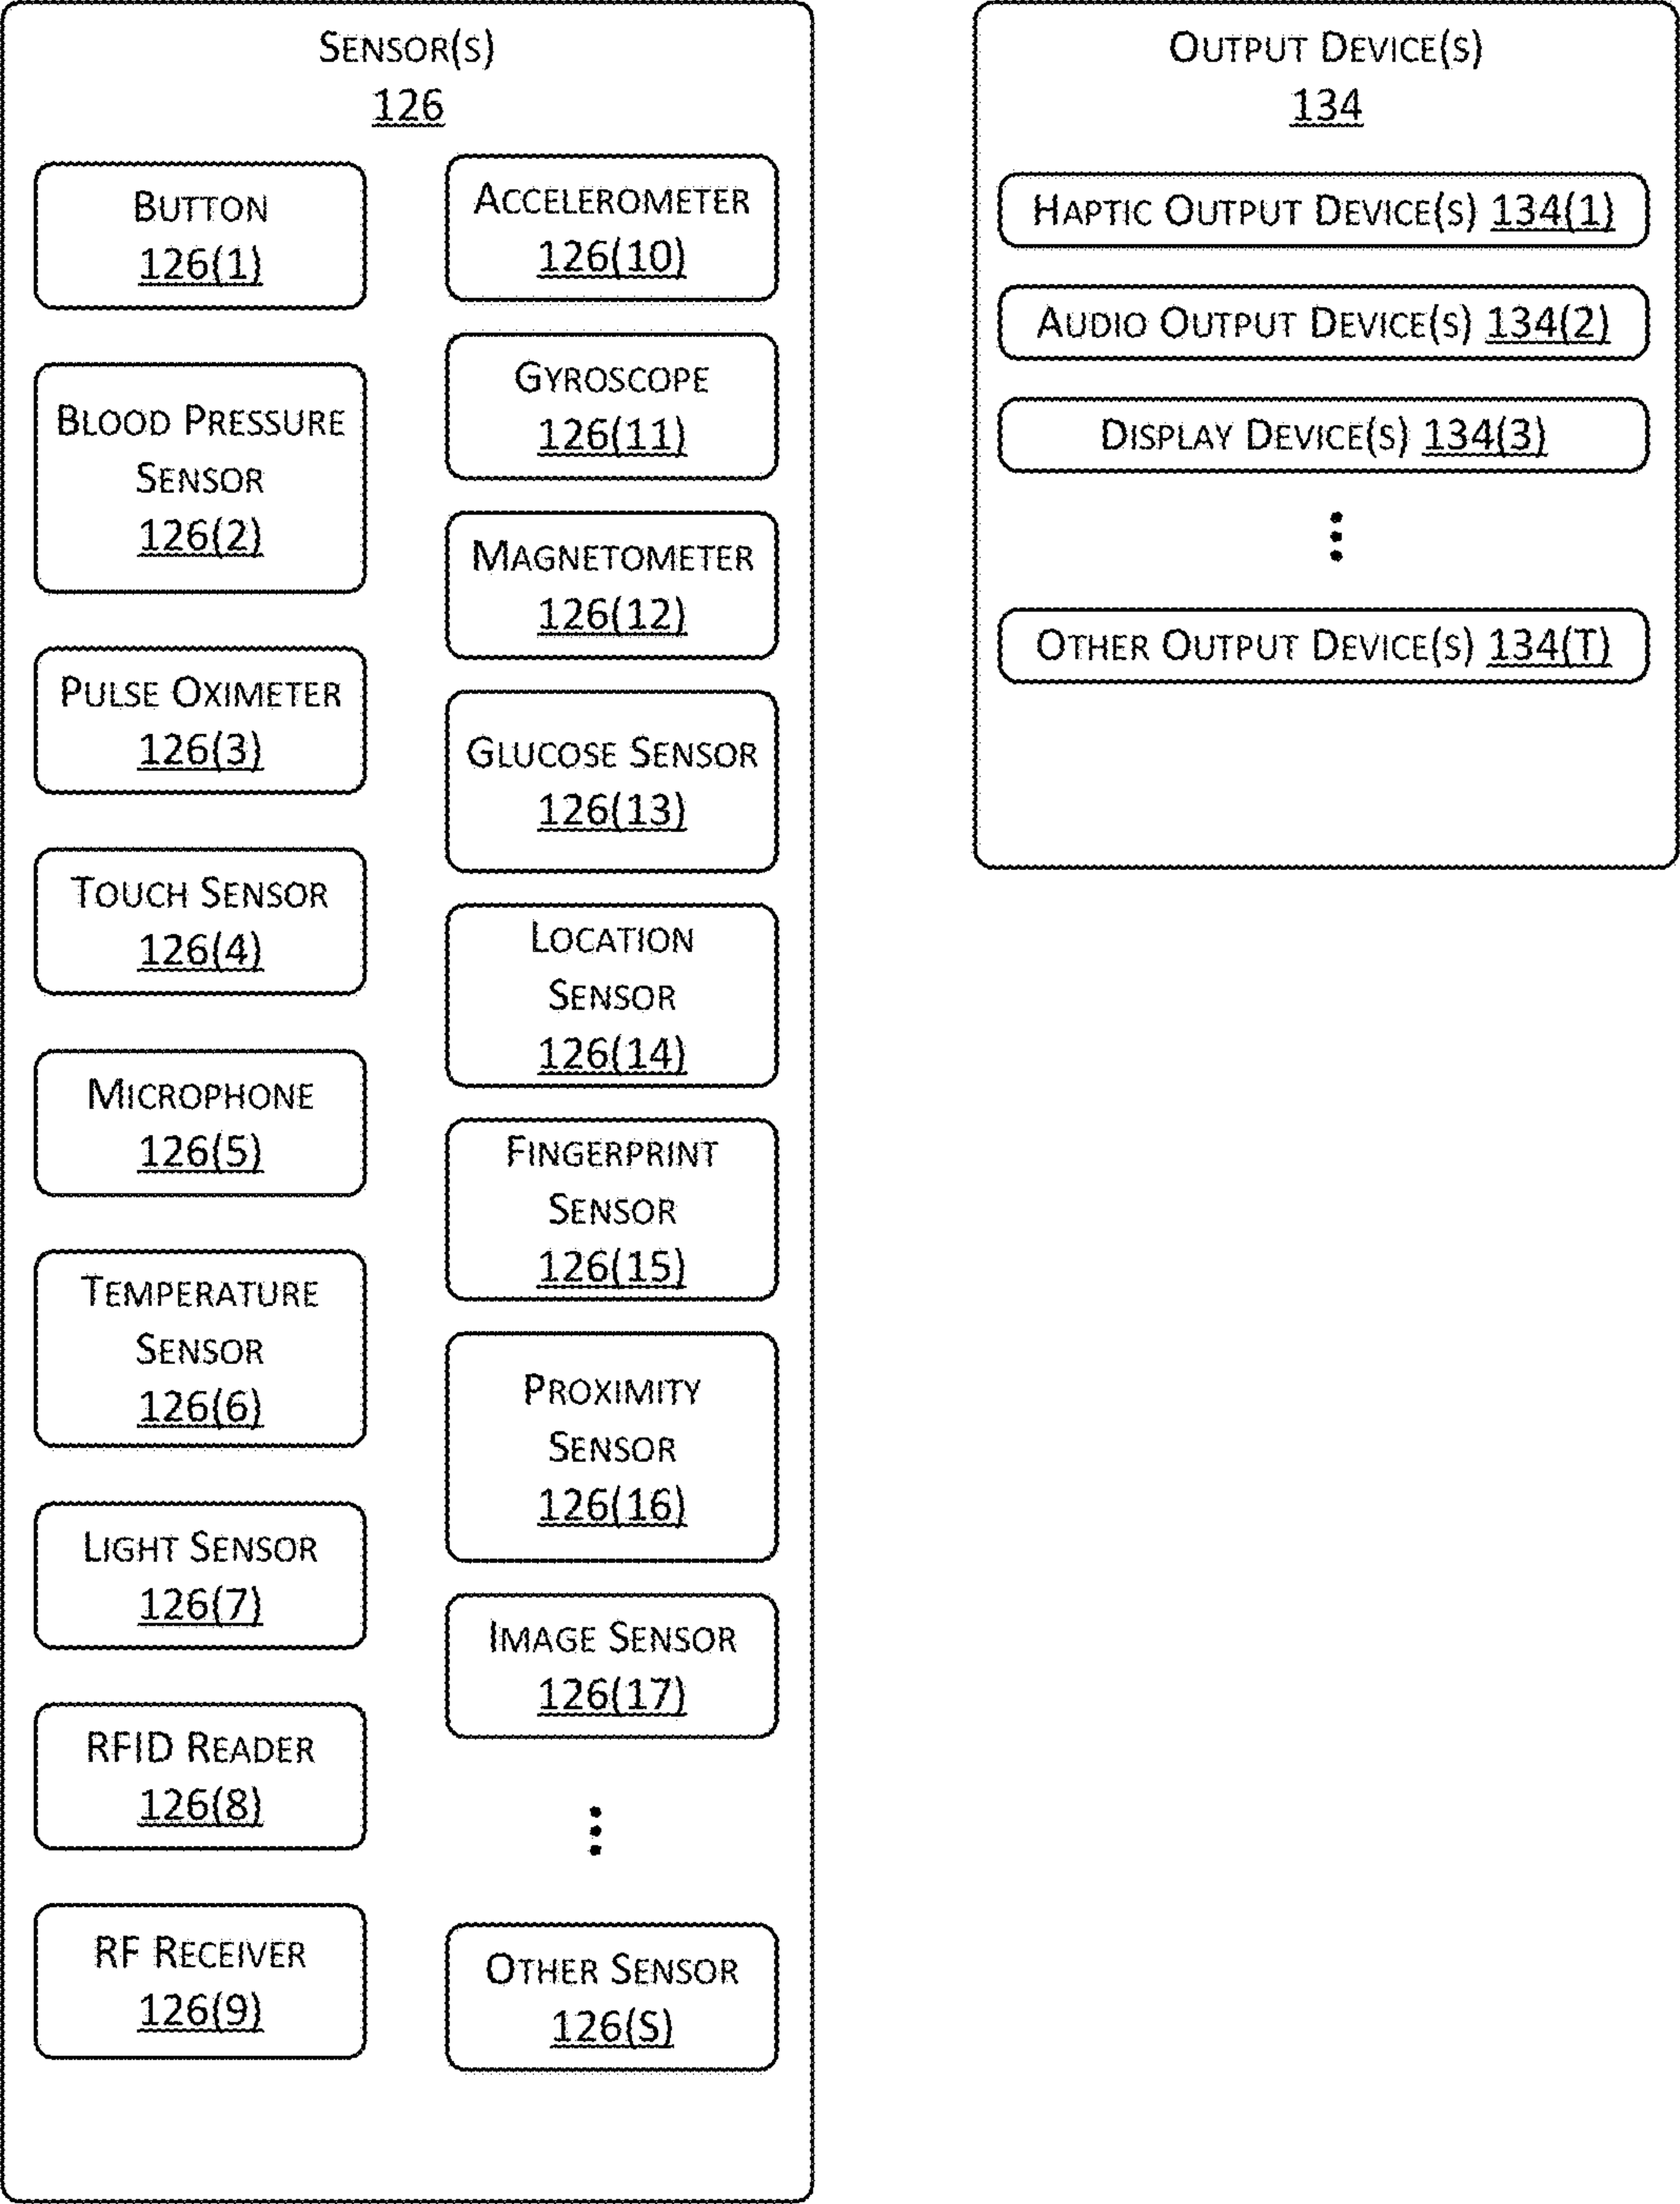 SENSOR(S)
126
BUTTON
126(1)
BLOOD PRESSURE
SENSOR
126(2)
PULSE OXIMETER
126(3)
TOUCH SENSOR
126(4)
MICROPHONE
126(5)
TEMPERATURE
SENSOR
126(6)
LIGHT SENSOR
126(7)
RFID READER
126(8)
RF RECEIVER
126(9)
ACCELEROMETER
126(10)
GYROSCOPE
126(11)
MAGNETOMETER
126(12)
GLUCOSE SENSOR
126(13)
LOCATION
SENSOR
126(14)
FINGERPRINT
SENSOR
126(15)
PROXIMITY
SENSOR
126(16)
IMAGE SENSOR
126(17)
OTHER SENSOR
126(S)
OUTPUT DEVICE(S)
134
HAPTIC OUTPUT DEVICE(S) 134(1)
AUDIO OUTPUT DEVICE(S) 134(2)
DISPLAY DEVICE(S) 134(3)
OTHER OUTPUT DEVICE(S) 134(T)